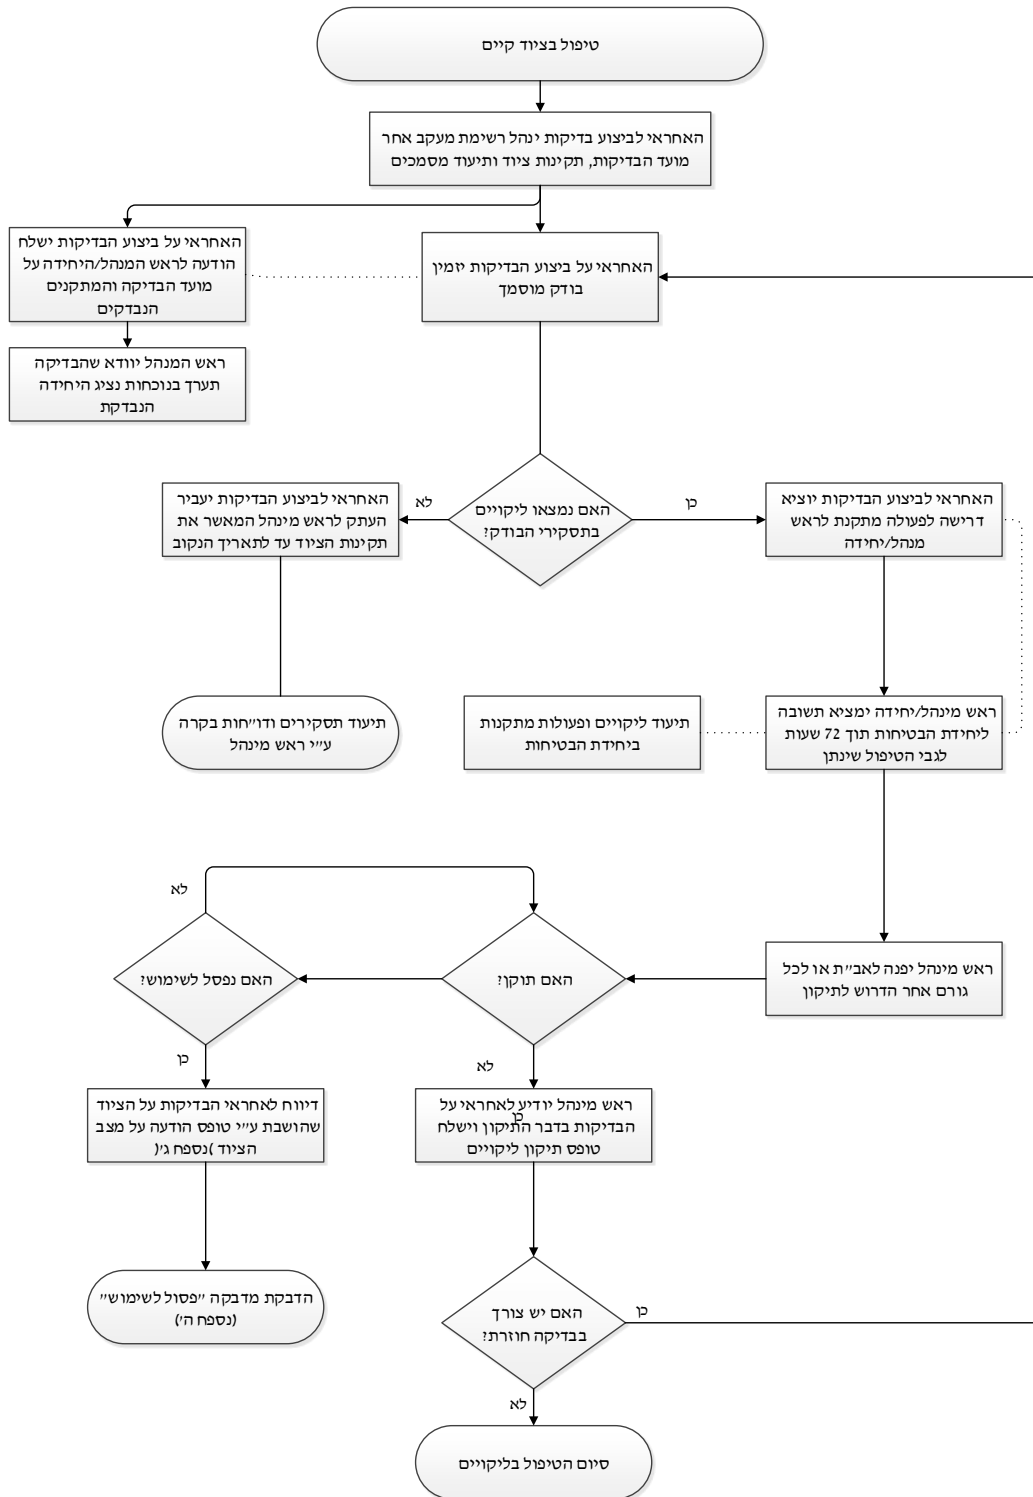 טיפול בציוד קיים
האחראי לביצוע בדיקות ינהל רשימת מעקב אחר
מועד הבדיקות, תקינות ציוד ותיעוד מסמכים
האחראי על ביצוע הבדיקות ישלח
הודעה לראש המנהל/היחידה על
מועד הבדיקה והמתקנים
הנבדקים
האחראי על ביצוע הבדיקות יזמין
בודק מוסמך
ראש המנהל יוודא שהבדיקה
תערך בנוכחות נציג היחידה
הנבדקת
האחראי לביצוע הבדיקות יוציא
דרישה לפעולה מתקנת לראש
מנהל/יחידה
כן
האם נמצאו ליקויים
בתסקירי הבודק?
לא
האחראי לביצוע הבדיקות יעביר
העתק לראש מינהל המאשר את
תקינות הציוד עד לתאריך הנקוב
ראש מינהל/יחידה ימציא תשובה
ליחידת הבטיחות תוך 72 שעות
לגבי הטיפול שינתן
תיעוד ליקויים ופעולות מתקנות
ביחידת הבטיחות
תיעוד תסקירים ודו״חות בקרה
ע״י ראש מינהל
ראש מינהל יפנה לאב״ת או לכל
גורם אחר הדרוש לתיקון
האם תוקן?
לא
האם נפסל לשימוש?
לא
כן
ראש מינהל יודיע לאחראי על
כן
הבדיקות בדבר התיקון וישלח
טופס תיקון ליקויים
דיווח לאחראי הבדיקות על הציוד
שהושבת ע״י טופס הודעה על מצב
הציוד )נספח ג׳(
האם יש צורך
בבדיקה חוזרת?
כן
הדבקת מדבקה ״פסול לשימוש״
(נספח ה׳)
לא
סיום הטיפול בליקויים